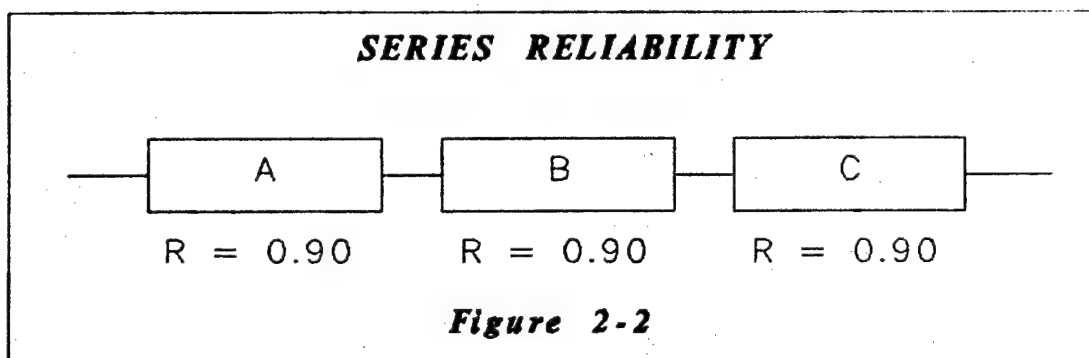 SERIES RELIABILITY
A B C
R = 0.90 R = 0.90 R = 0.90
Figure 2-2